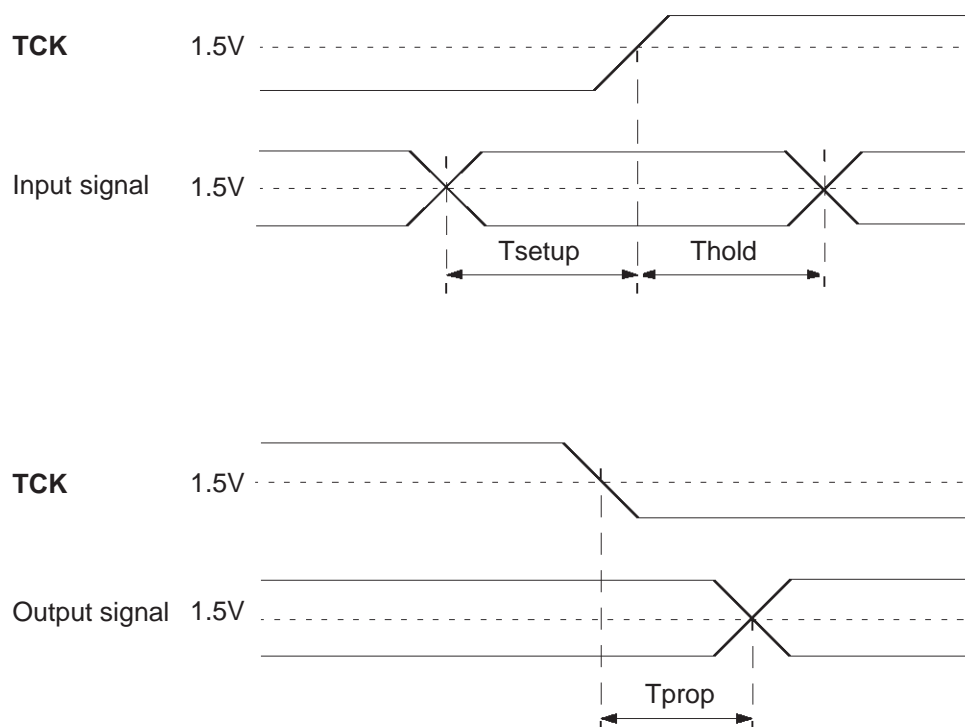 TCK 1.5V
Input signal 1.5V
Tsetup Thold
TCK 1.5V
Output signal 1.5V
Tprop